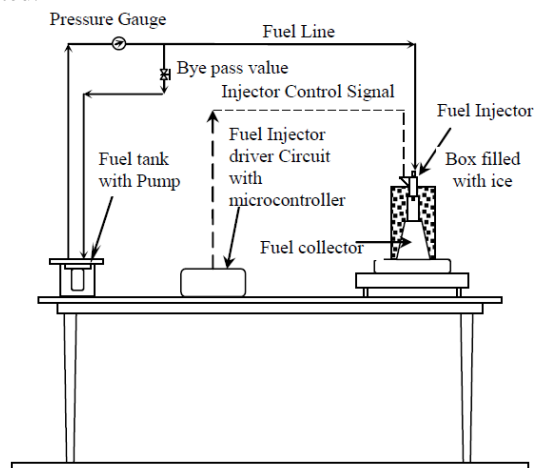 Pressure Gauge
Fuel Line
Bye pass value
Injector Control Signal
Fuel Injector
Fuel Injector
driver Circuit
with
microcontroller
Box filled
with ice
Fuel tank
with Pump
Fuel collector